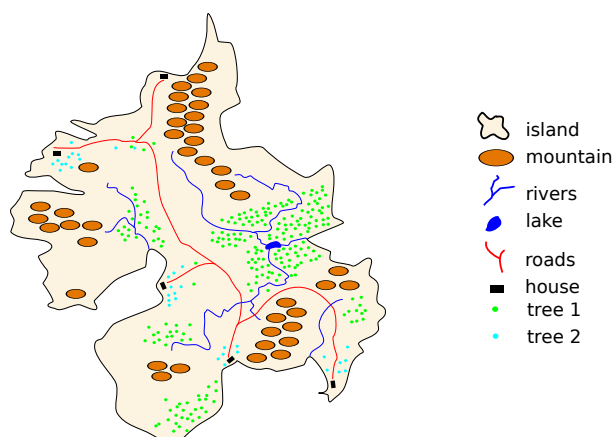 island
mountain
rivers
lake
roads
house
tree 1
tree 2